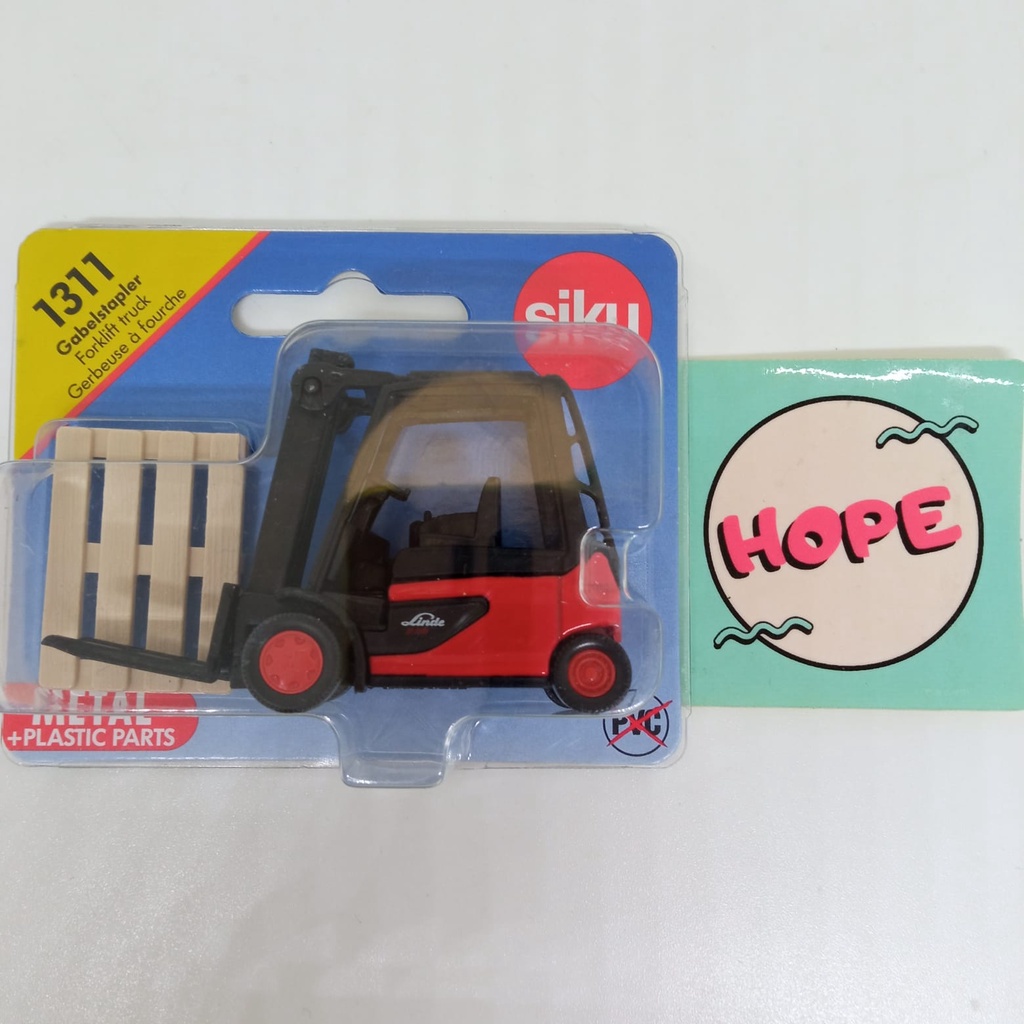 1311
Gabelstapler
Forklift truck
Gerbeuse à fourche
siku
Linde
METAL
+PLASTIC PARTS
PVC
HOPE